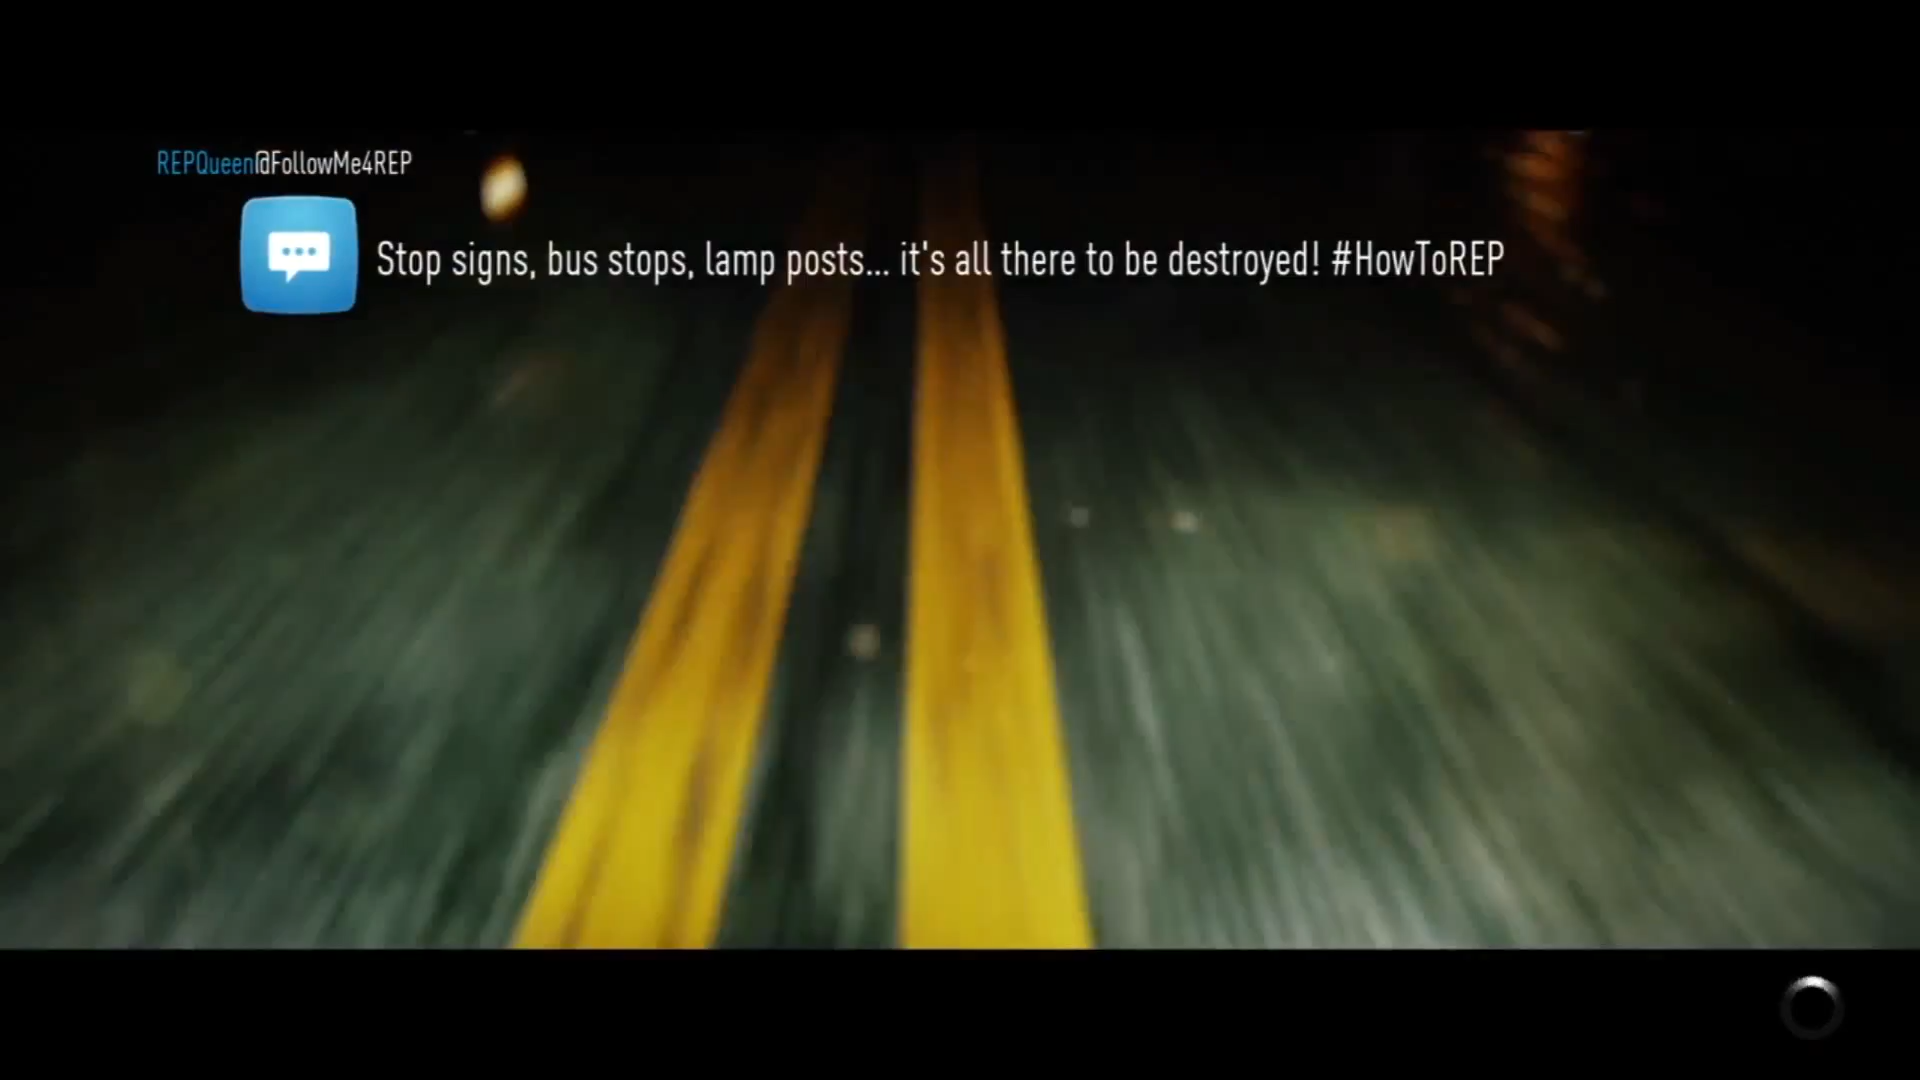 REPQueen@FollowMe4REP
Stop signs, bus stops, lamp posts... it's all there to be destroyed! #HowToREP